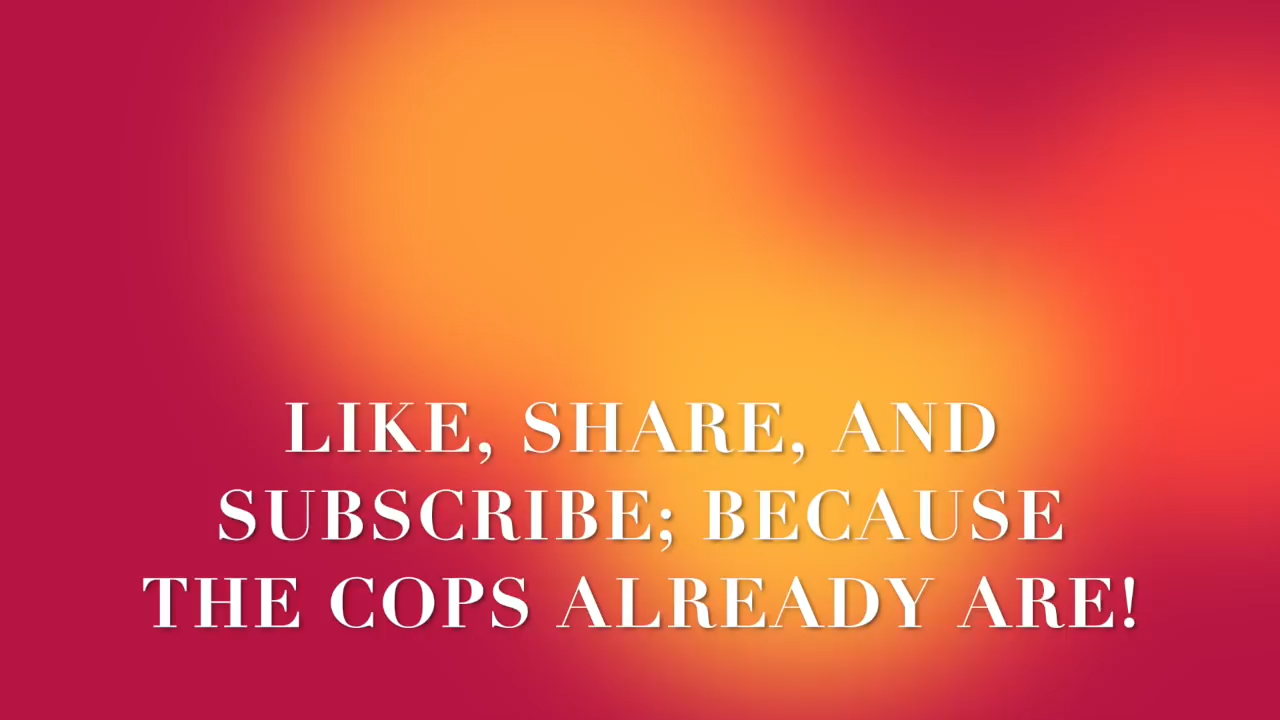 LIKE, SHARE, AND
SUBSCRIBE; BECAUSE
THE COPS ALREADY ARE!